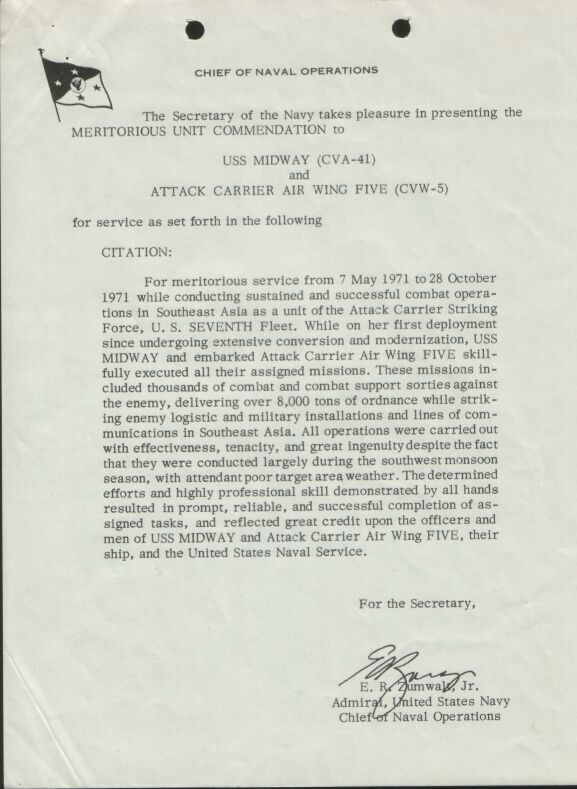 CHIEF OF NAVAL OPERATIONS
The Secretary of the Navy takes pleasure in presenting the
MERITORIOUS UNIT COMMENDATION to
USS MIDWAY (CVA-41)
and
ATTACK CARRIER AIR WING FIVE (CVW-5)
for service as set forth in the following
CITATION:
For meritorious service from 7 May 1971 to 28 October
1971 while conducting sustained and successful combat opera-
tions in Southeast Asia as a unit of the Attack Carrier Striking
Force, U. S. SEVENTH Fleet. While on her first deployment
since undergoing extensive conversion and modernization, USS
MIDWAY and embarked Attack Carrier Air Wing FIVE skill-
fully executed all their assigned missions. These missions in-
cluded thousands of combat and combat support sorties against
the enemy, delivering over 8,000 tons of ordnance while strik-
ing enemy logistic and military installations and lines of com-
munications in Southeast Asia. All operations were carried out
with effectiveness, tenacity, and great ingenuity despite the fact
that they were conducted largely during the southwest monsoon
season, with attendant poor target area weather. The determined
efforts and highly professional skill demonstrated by all hands
resulted in prompt, reliable, and successful completion of as-
signed tasks, and reflected great credit upon the officers and
men of USS MIDWAY and Attack Carrier Air Wing FIVE, their
ship, and the United States Naval Service.
For the Secretary,
E. R. Zumwalt, Jr.
Admiral, United States Navy
Chief of Naval Operations